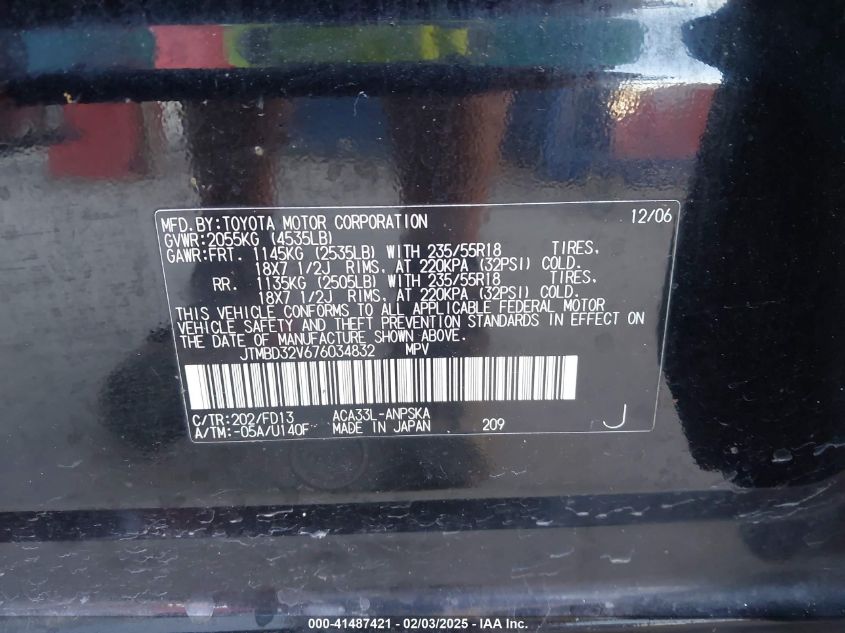 MFD. BY: TOYOTA MOTOR CORPORATION 12/06
GVWR: 2055KG (4535LB)
GAWR: FRT. 1145KG (2535LB) WITH 235/55R18 TIRES,
18X7 1/2J RIMS, AT 220KPA (32PSI) COLD.
RR. 1135KG (2505LB) WITH 235/55R18 TIRES,
18X7 1/2J RIMS, AT 220KPA (32PSI) COLD.
THIS VEHICLE CONFORMS TO ALL APPLICABLE FEDERAL MOTOR
VEHICLE SAFETY AND THEFT PREVENTION STANDARDS IN EFFECT ON
THE DATE OF MANUFACTURE SHOWN ABOVE.
JTMBD32V676034832 MPV
C/TR: 202/FD13 ACA33L-ANPSKA
A/TM: -05A/U140F MADE IN JAPAN 209 J
000-41487421 - 02/03/2025 - IAA Inc.